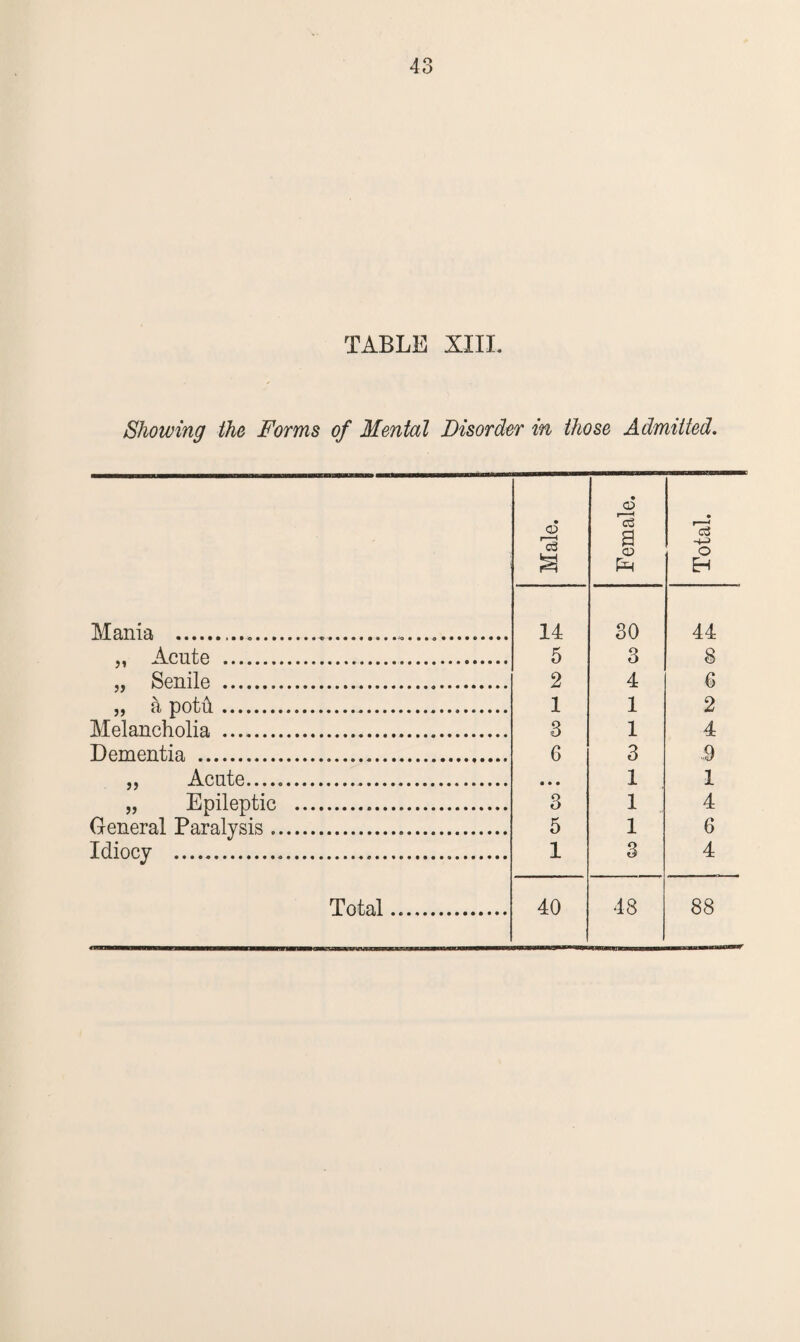 43
TABLE XIII.
Showing the Forms of Mental Disorder in those Admitted.
Male. Female. Total.
Mania .......... 14 30 44
„ Acute .......... 5 3 8
„ Senile .......... 2 4 6
„ à potû .......... 1 1 2
Melancholia .......... 3 1 4
Dementia .......... 6 3 9
„ Acute .......... ... 1 1
„ Epileptic .......... 3 1 4
General Paralysis .......... 5 1 6
Idiocy .......... 1 3 4
Total .......... 40 48 88